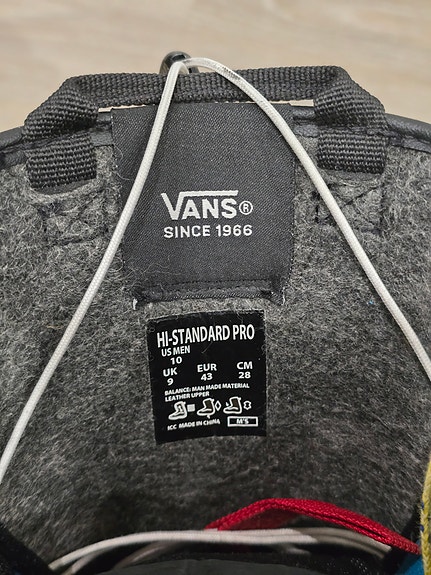 VANS®
SINCE 1966
HI-STANDARD PRO
US MEN
10
UK EUR CM
9 43 28
BALANCE: MAN MADE MATERIAL
LEATHER UPPER
ICC MADE IN CHINA M'S